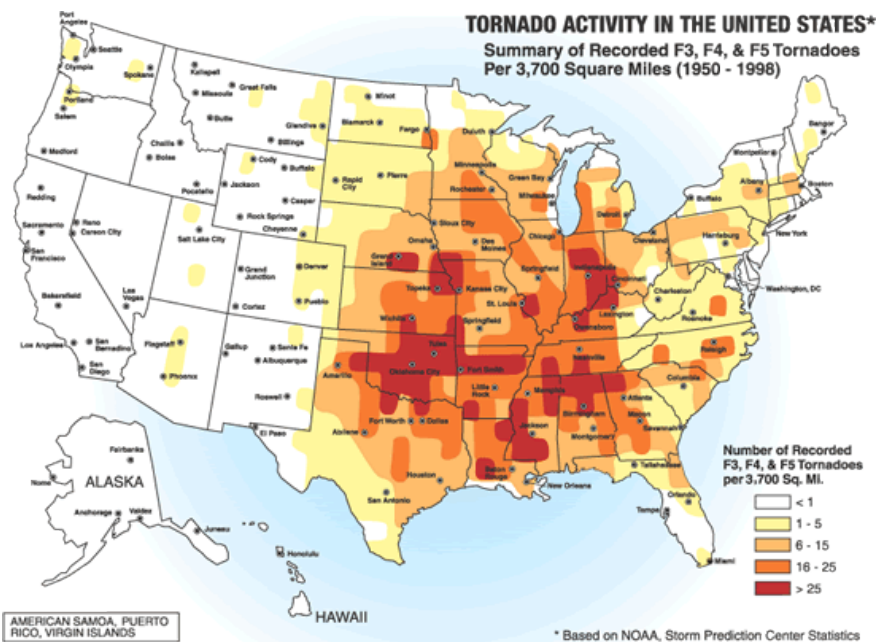 TORNADO ACTIVITY IN THE UNITED STATES*
Summary of Recorded F3, F4, & F5 Tornadoes
Per 3,700 Square Miles (1950 - 1998)
Port
Angeles
Seattle
Olympia
Spokane
Portland
Salem
Medford
Kalispell
Missoula
Great Falls
Butte
Billings
Glendive
Challis
Boise
Pocatello
Cody
Buffalo
Jackson
Casper
Rock Springs
Cheyenne
Minot
Bismarck
Fargo
Rapid
City
Pierre
Duluth
Minneapolis
Rochester
Green Bay
Milwaukee
Sioux City
Omaha
Grand
Island
Des
Moines
Chicago
Detroit
Cleveland
Buffalo
Albany
Montpelier
Bangor
Boston
New York
Harrisburg
Washington, DC
Redding
Sacramento
San
Francisco
Reno
Carson City
Bakersfield
Las
Vegas
Los Angeles
San
Bernadino
San
Diego
Salt Lake City
Grand
Junction
Cortez
Denver
Pueblo
Flagstaff
Phoenix
Gallup
Santa Fe
Albuquerque
Roswell
El Paso
Topeka
Kansas City
Wichita
Springfield
St. Louis
Springfield
Indianapolis
Cincinnati
Lexington
Owensboro
Charleston
Roanoke
Raleigh
Columbia
Nashville
Memphis
Tulsa
Oklahoma City
Fort Smith
Little
Rock
Amarillo
Abilene
Fort Worth
Dallas
Houston
San Antonio
Jackson
Baton
Rouge
New Orleans
Birmingham
Montgomery
Atlanta
Macon
Savannah
Tallahassee
Orlando
Tampe
Miami
Fairbanks
Nome
ALASKA
Anchorage
Valdez
Juneau
Honolulu
HAWAII
Number of Recorded
F3, F4, & F5 Tornadoes
per 3,700 Sq. Mi.
< 1
1 - 5
6 - 15
16 - 25
> 25
AMERICAN SAMOA, PUERTO
RICO, VIRGIN ISLANDS
* Based on NOAA, Storm Prediction Center Statistics